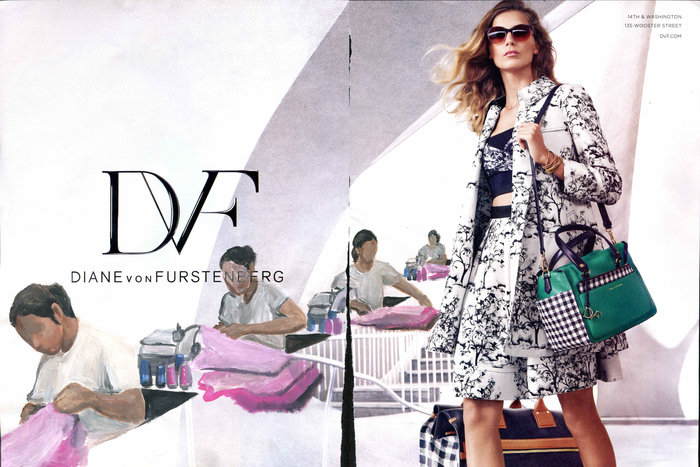 DVF
DIANE VON FURSTENBERG
14TH & WASHINGTON
135 WOOSTER STREET
DVF.COM